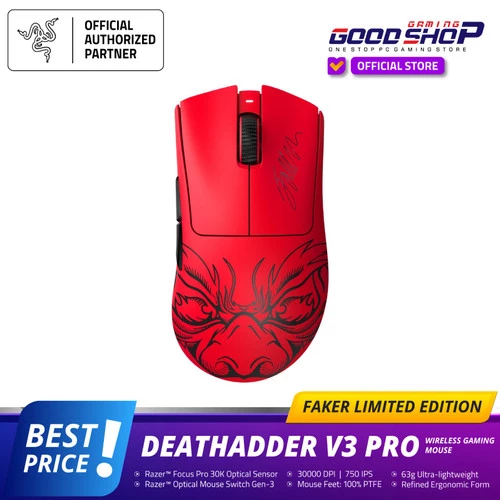 OFFICIAL
AUTHORIZED
PARTNER
GAMING
GOODSHOP
ONE STOP PC GAMING STORE
OFFICIAL STORE
FAKER LIMITED EDITION
BEST
PRICE!
DEATHADDER V3 PRO
WIRELESS GAMING
MOUSE
• Razer™ Focus Pro 30K Optical Sensor
• Razer™ Optical Mouse Switch Gen-3
• 30000 DPI | 750 IPS
• Mouse Feet: 100% PTFE
• 63g Ultra-lightweight
• Refined Ergonomic Form